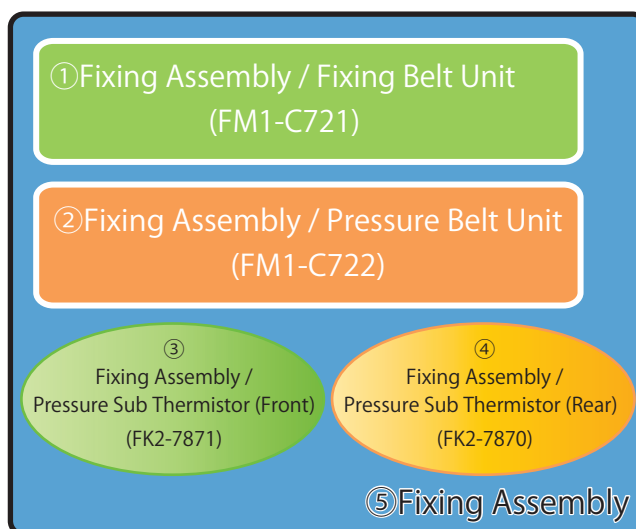 ①Fixing Assembly / Fixing Belt Unit
(FM1-C721)
②Fixing Assembly / Pressure Belt Unit
(FM1-C722)
③
Fixing Assembly /
Pressure Sub Thermistor (Front)
(FK2-7871)
④
Fixing Assembly /
Pressure Sub Thermistor (Rear)
(FK2-7870)
⑤Fixing Assembly